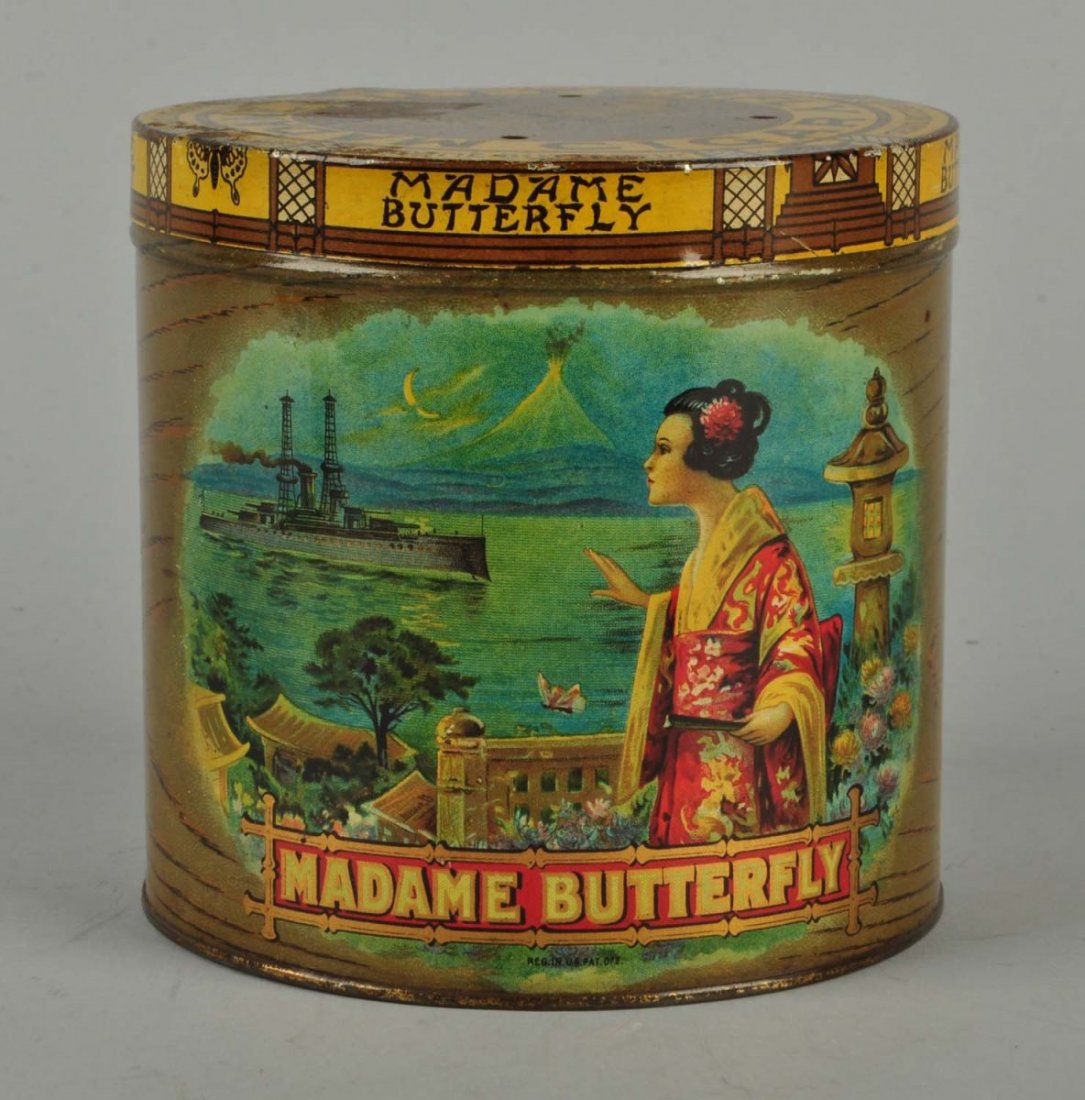 MADAME
BUTTERFLY
MADAME BUTTERFLY
REG. IN U.S. PAT. OFF.